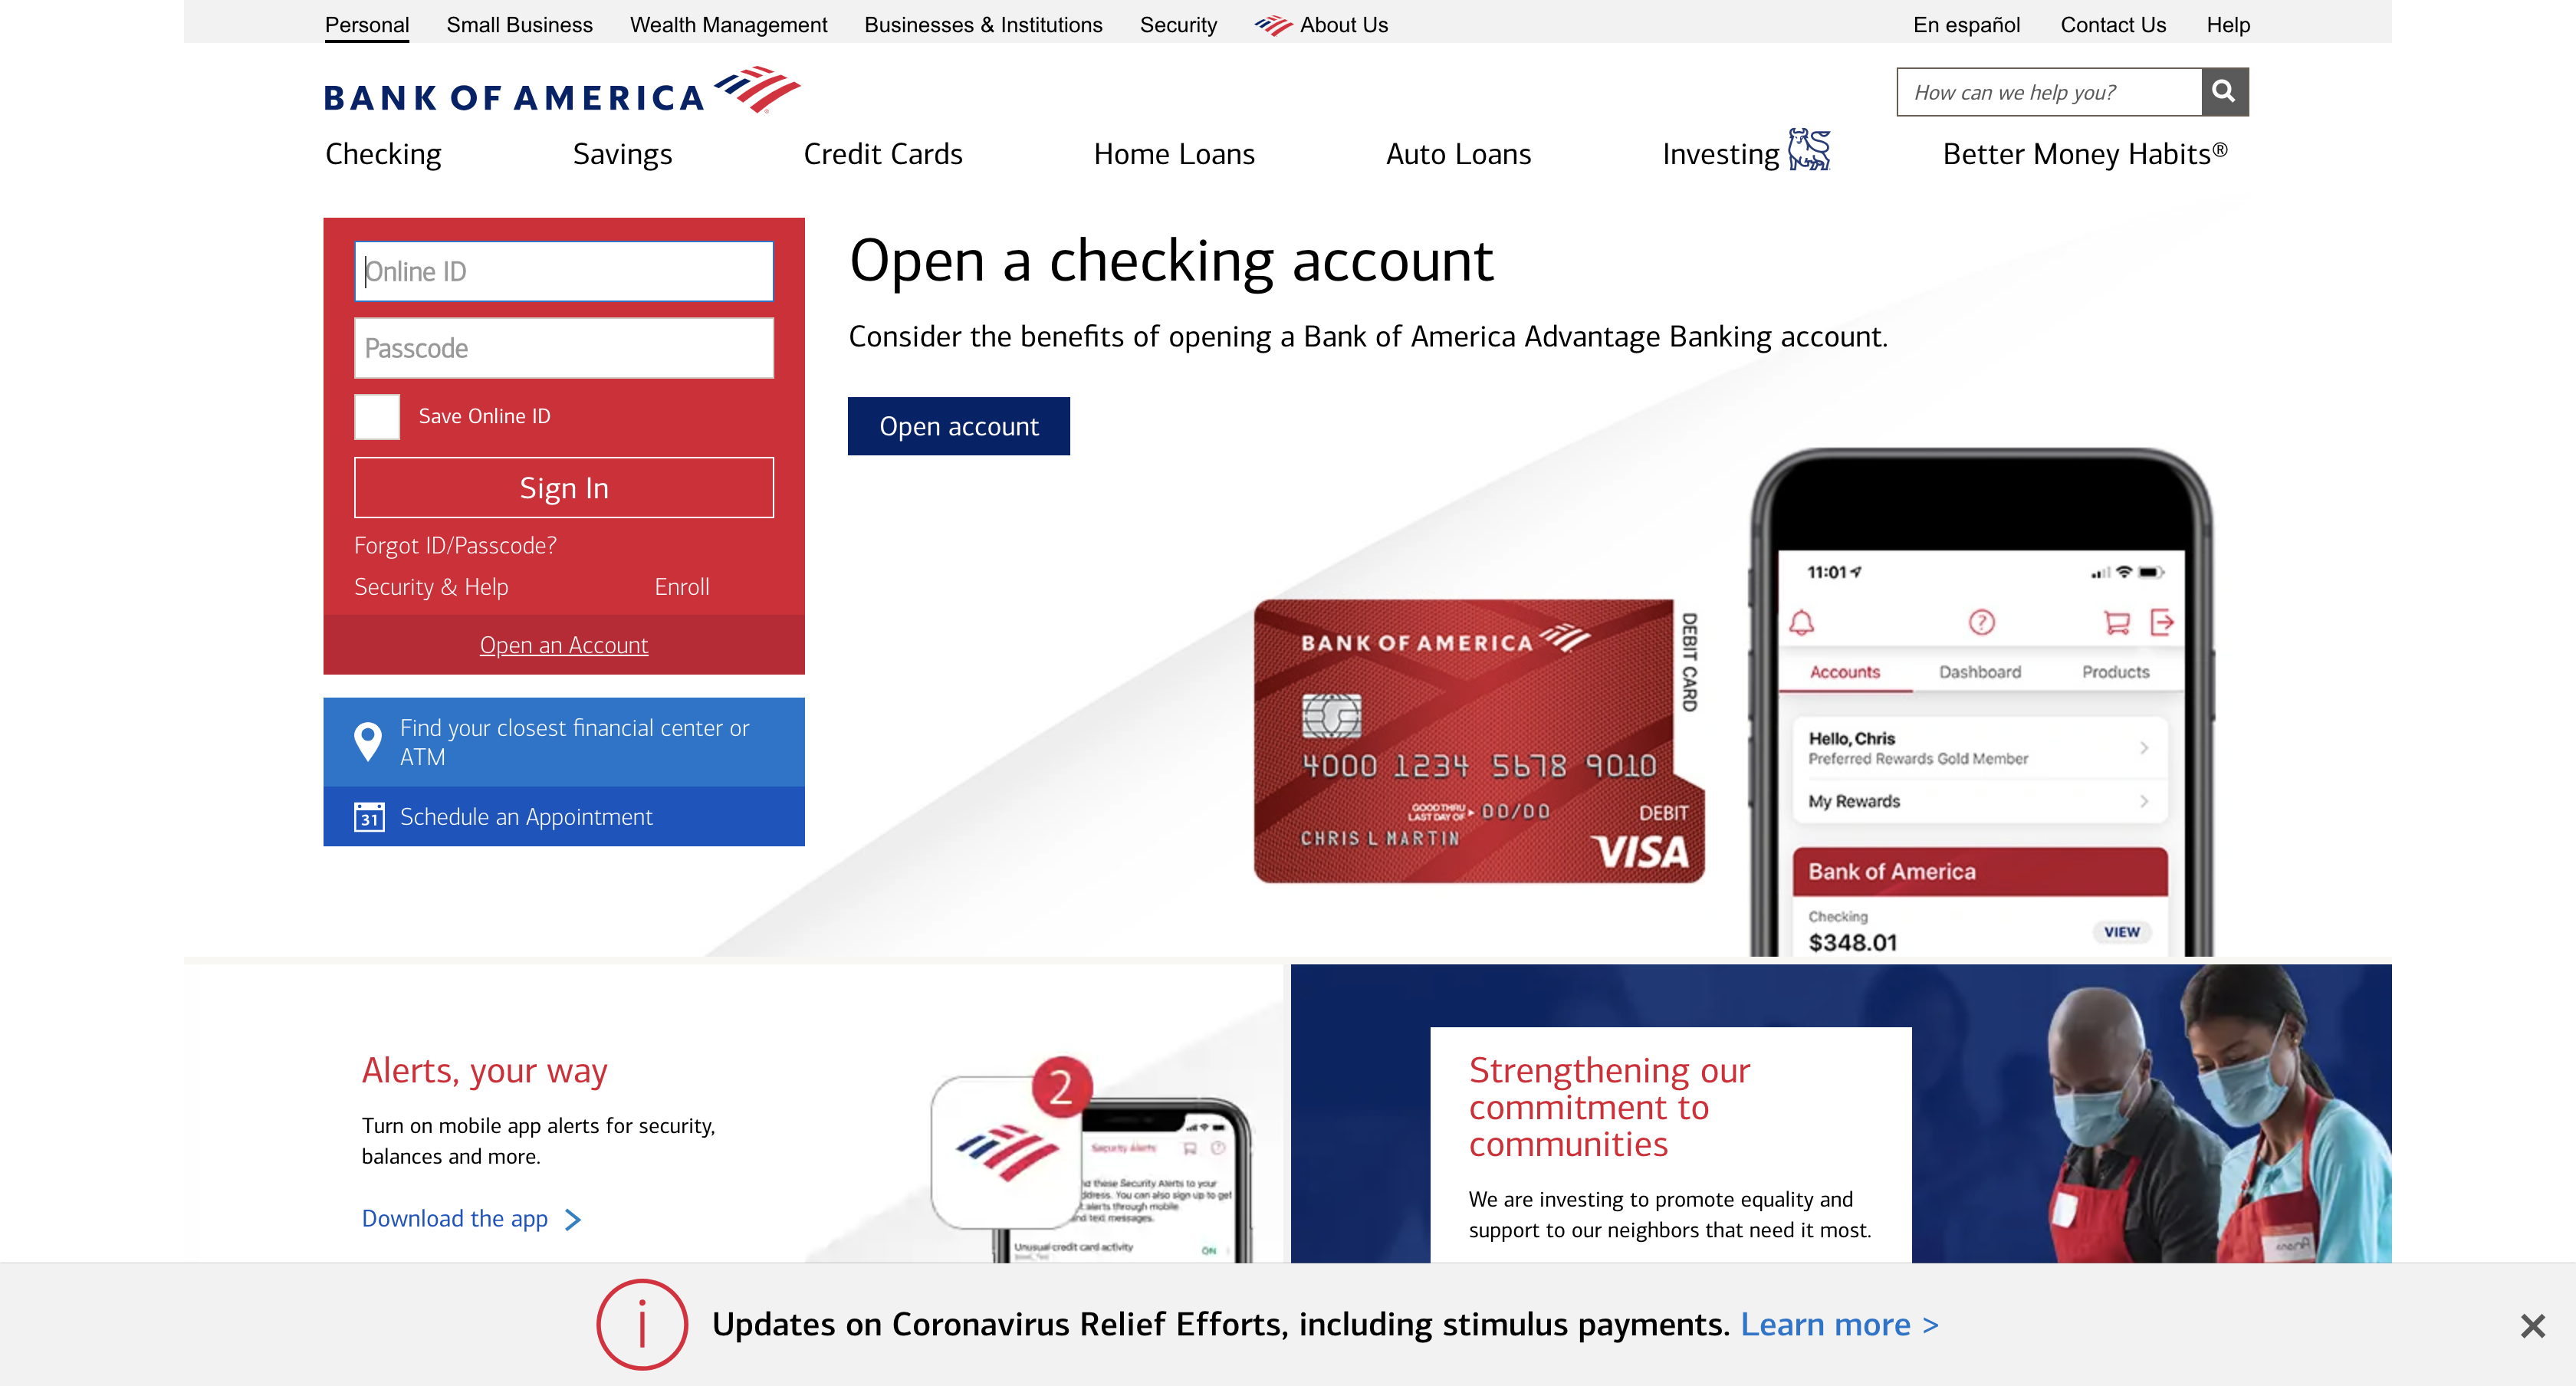 Personal Small Business Wealth Management Businesses & Institutions Security About Us En español Contact Us Help
BANK OF AMERICA
How can we help you?
Checking Savings Credit Cards Home Loans Auto Loans Investing Better Money Habits®
Online ID
Passcode
Save Online ID
Sign In
Forgot ID/Passcode?
Security & Help Enroll
Open an Account
Find your closest financial center or
ATM
31 Schedule an Appointment
Open a checking account
Consider the benefits of opening a Bank of America Advantage Banking account.
Open account
BANK OF AMERICA
DEBIT CARD
4000 1234 5678 9010
GOOD THRU
LAST DAY OF 00/00
DEBIT
CHRIS L MARTIN
VISA
11:01
Accounts Dashboard Products
Hello, Chris
Preferred Rewards Gold Member
My Rewards
Bank of America
Checking
$348.01
VIEW
Alerts, your way
Turn on mobile app alerts for security,
balances and more.
Download the app
2
Security Alerts
these Security Alerts to your
You can also sign up to get
alerts through mobile
text messages.
Unusual credit card activity
ON
Strengthening our
commitment to
communities
We are investing to promote equality and
support to our neighbors that need it most.
Updates on Coronavirus Relief Efforts, including stimulus payments. Learn more >